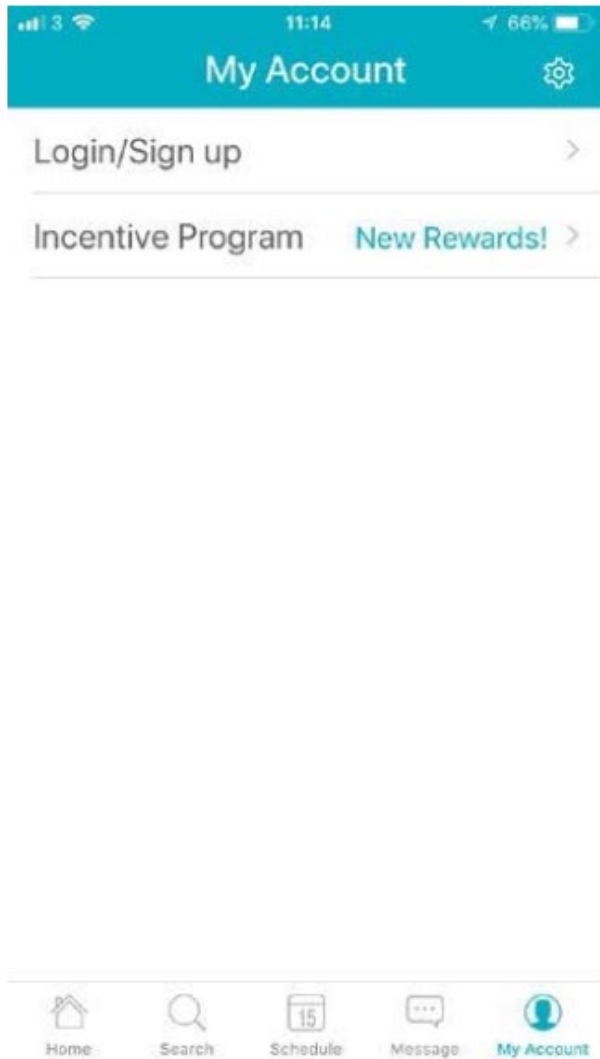 3 11:14 66%
My Account
Login/Sign up
Incentive Program New Rewards!
15
Home Search Schedule Message My Account